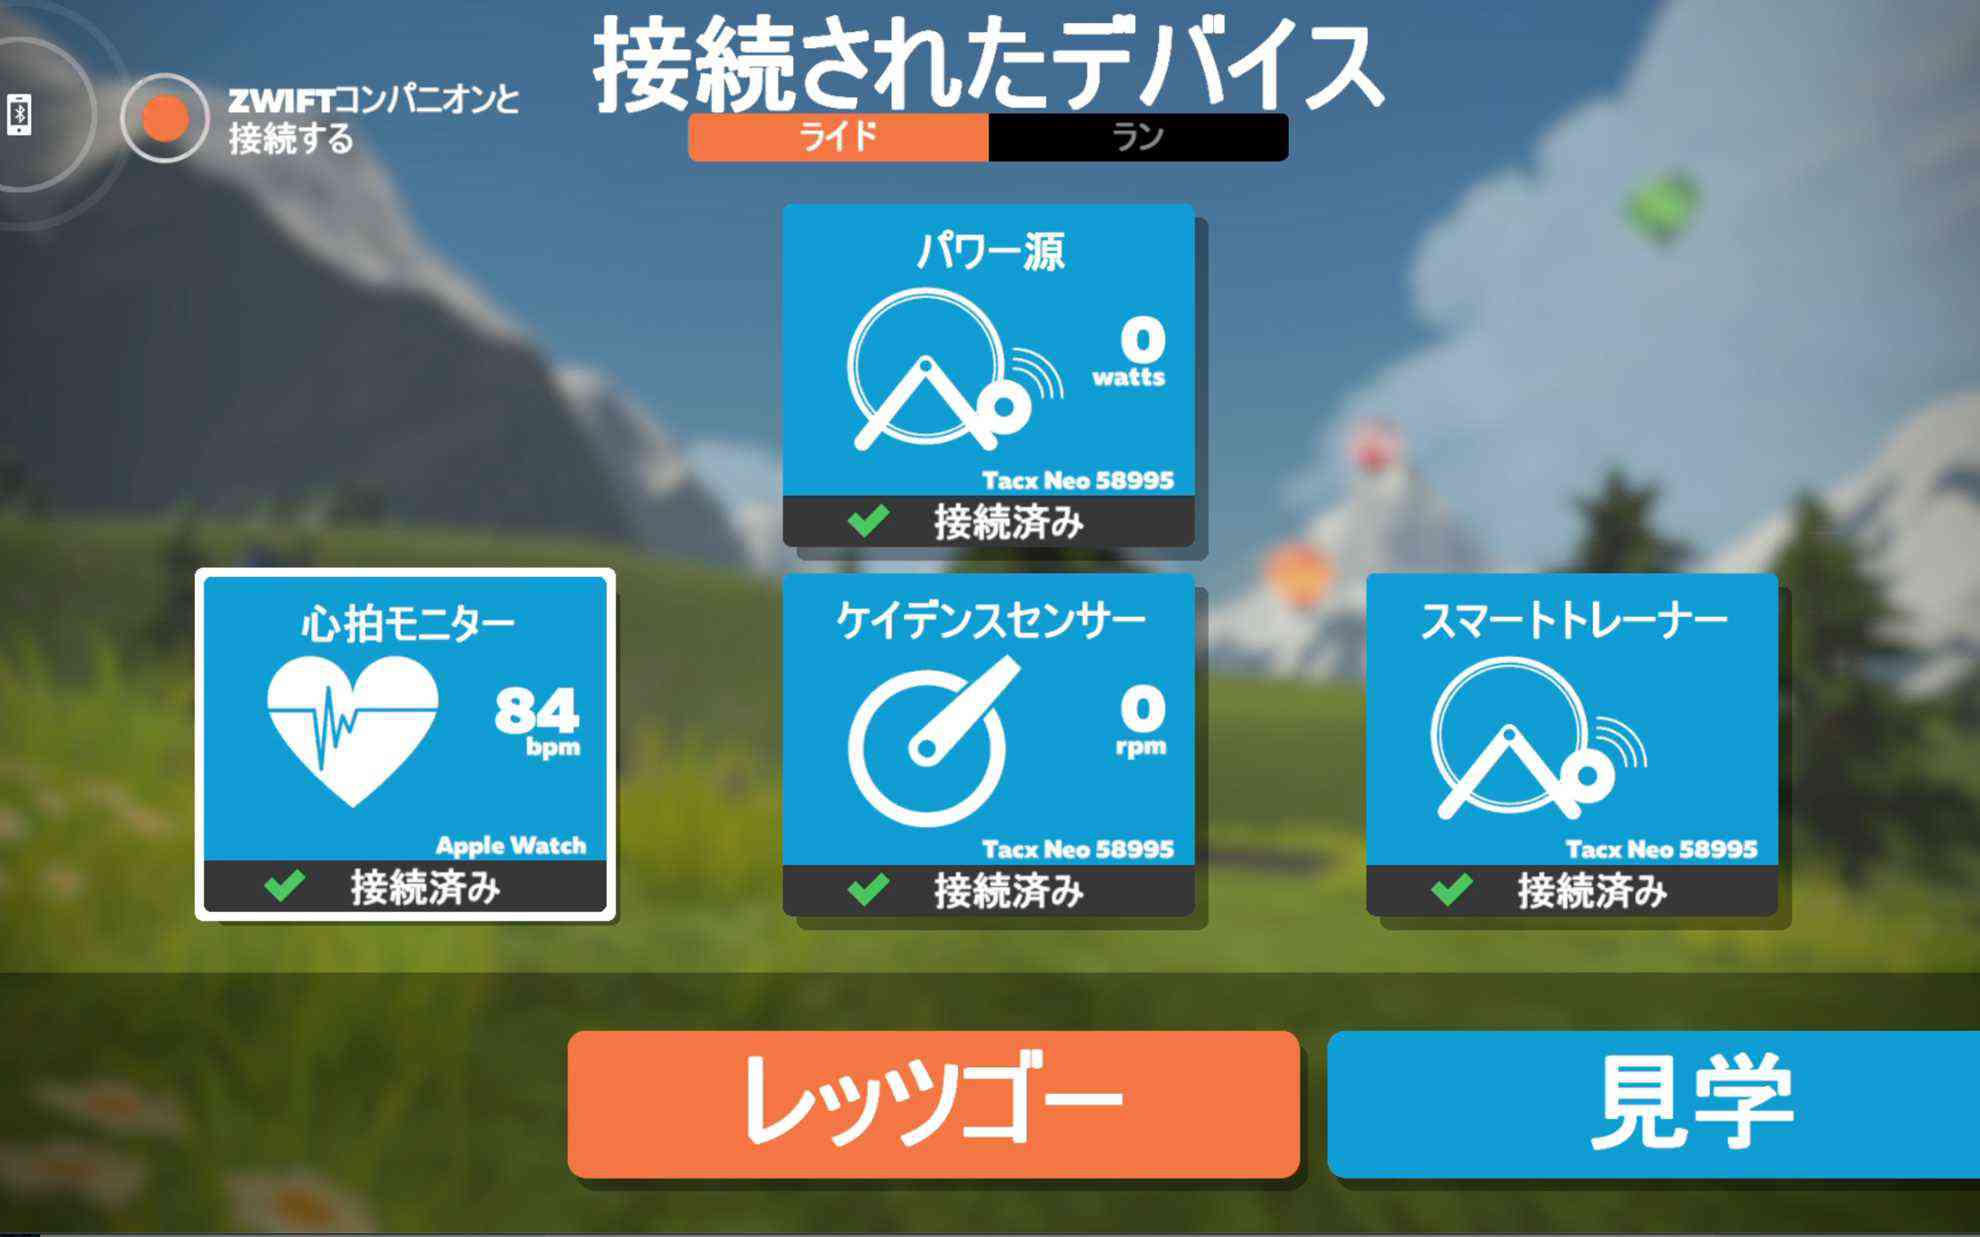 接続されたデバイス
ZWIFTコンパニオンと
接続する
ライド
ラン
パワー源
0
watts
Tacx Neo 58995
接続済み
心拍モニター
84
bpm
Apple Watch
接続済み
ケイデンスセンサー
0
rpm
Tacx Neo 58995
接続済み
スマートトレーナー
Tacx Neo 58995
接続済み
レッツゴー
見学